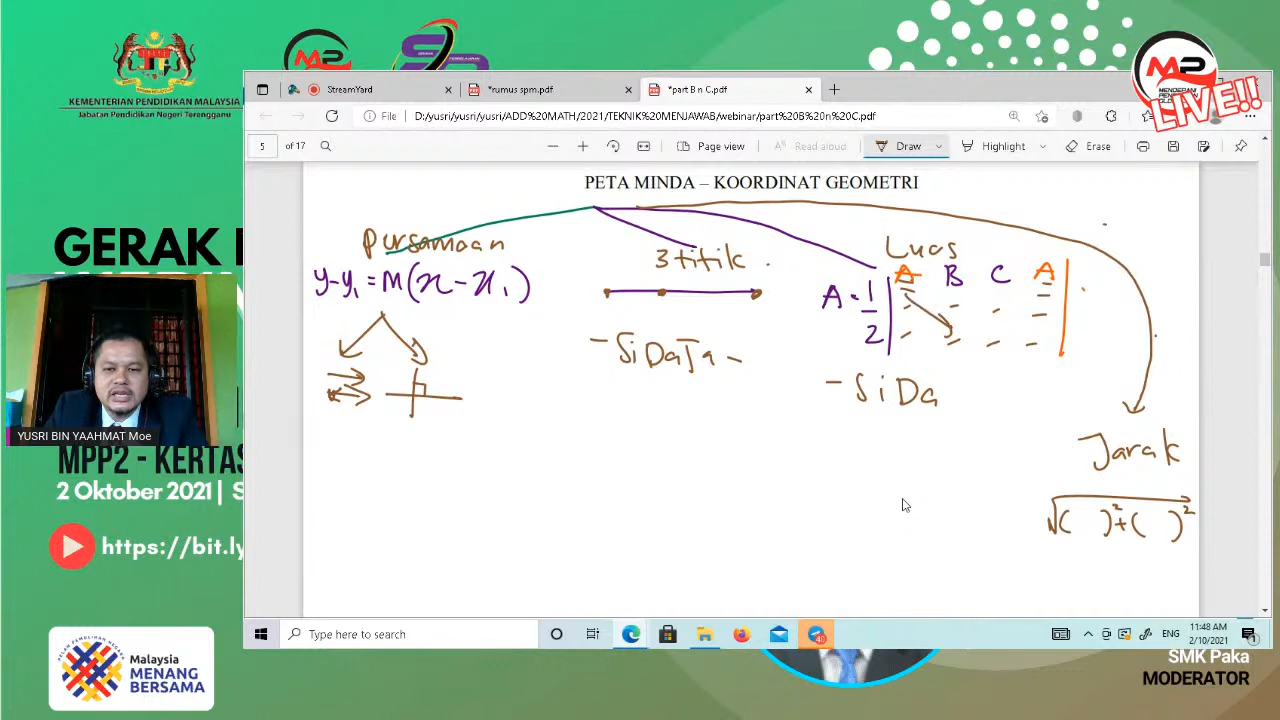 KEMENTERIAN PENDIDIKAN MALAYSIA
Jabatan Pendidikan Negeri Terengganu
MP
MP
LIVE!!
StreamYard
*rumus spm.pdf
*part B n C.pdf
File
D:/yusri/yusri/yusri/ADD%20MATH/2021/TEKNIK%20MENJAWAB/webinar/part%20B%20n%20C.pdf
5 of 17
Page view
Read aloud
Draw
Highlight
Erase
PETA MINDA – KOORDINAT GEOMETRI
Pursamaan
y-y₁ = M(x - x₁)
3 titik
- SiDaTa -
Luas
A = 1/2 | A B C A |
- SiDa
Jarak
√( )² + ( )²
GERAK
YUSRI BIN YAAHMAT Moe
MPP2 - KERTAS
2 Oktober 2021| S
https://bit.ly
Malaysia
MENANG
BERSAMA
Type here to search
ENG
11:48 AM
2/10/2021
SMK Paka
MODERATOR